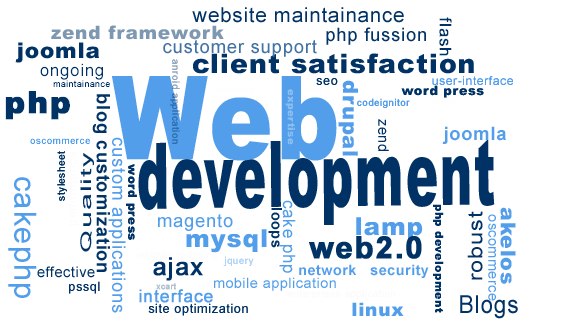 website maintainance
zend framework
php fussion
flash
joomla
customer support
client satisfaction
ongoing
maintainance
anroid application
seo
user-interface
word press
php
Web
expertise
drupal
codeignitor
zend
joomla
oscommerce
stylesheet
Quality
blog customization
custom applications
word press
development
cakephp
magento
mysql
loops
cake php
lamp
web2.0
php development
robust
oscommerce
akelos
effective
pssql
ajax
jquery
network
security
xcart
mobile application
interface
site optimization
linux
Blogs